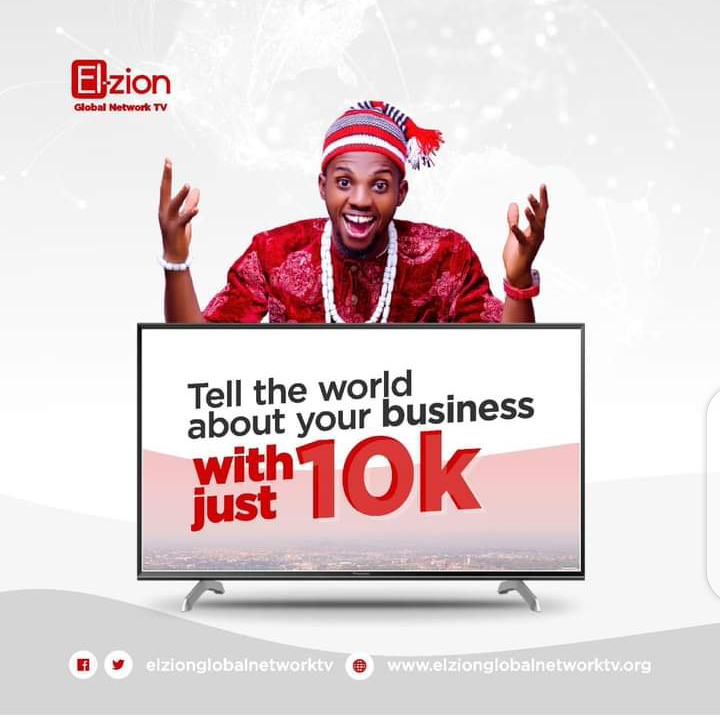 El-zion
Global Network TV
Tell the world
about your business
with just 10k
elzionglobalnetworktv www.elzionglobalnetworktv.org